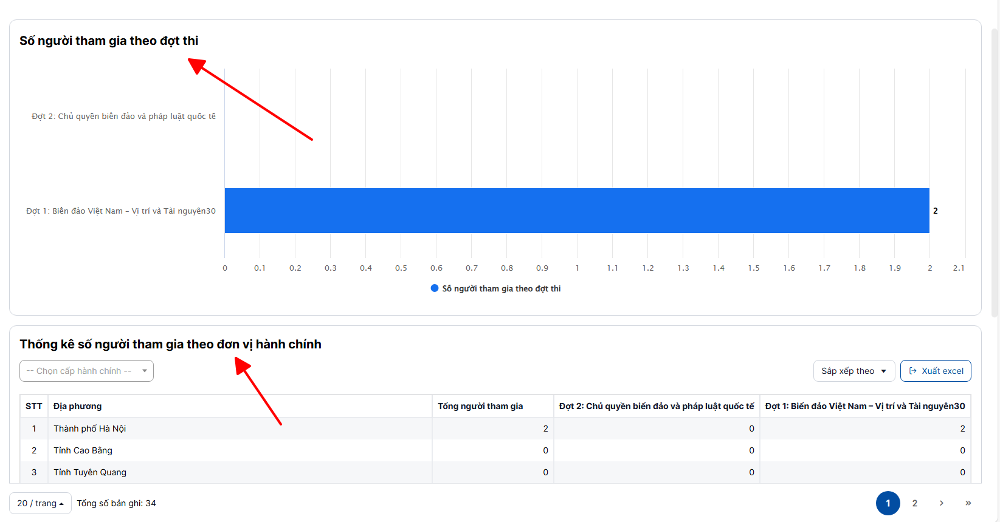 Số người tham gia theo đợt thi
Đợt 2: Chủ quyền biển đảo và pháp luật quốc tế
Đợt 1: Biển đảo Việt Nam – Vị trí và Tài nguyên30
2
0 0.1 0.2 0.3 0.4 0.5 0.6 0.7 0.8 0.9 1 1.1 1.2 1.3 1.4 1.5 1.6 1.7 1.8 1.9 2 2.1
Số người tham gia theo đợt thi
Thống kê số người tham gia theo đơn vị hành chính
-- Chọn cấp hành chính -- Sắp xếp theo Xuất excel
STT Địa phương Tổng người tham gia Đợt 2: Chủ quyền biển đảo và pháp luật quốc tế Đợt 1: Biển đảo Việt Nam – Vị trí và Tài nguyên30
1 Thành phố Hà Nội 2 0 2
2 Tỉnh Cao Bằng 0 0 0
3 Tỉnh Tuyên Quang 0 0 0
20 / trang Tổng số bản ghi: 34 1 2 › »